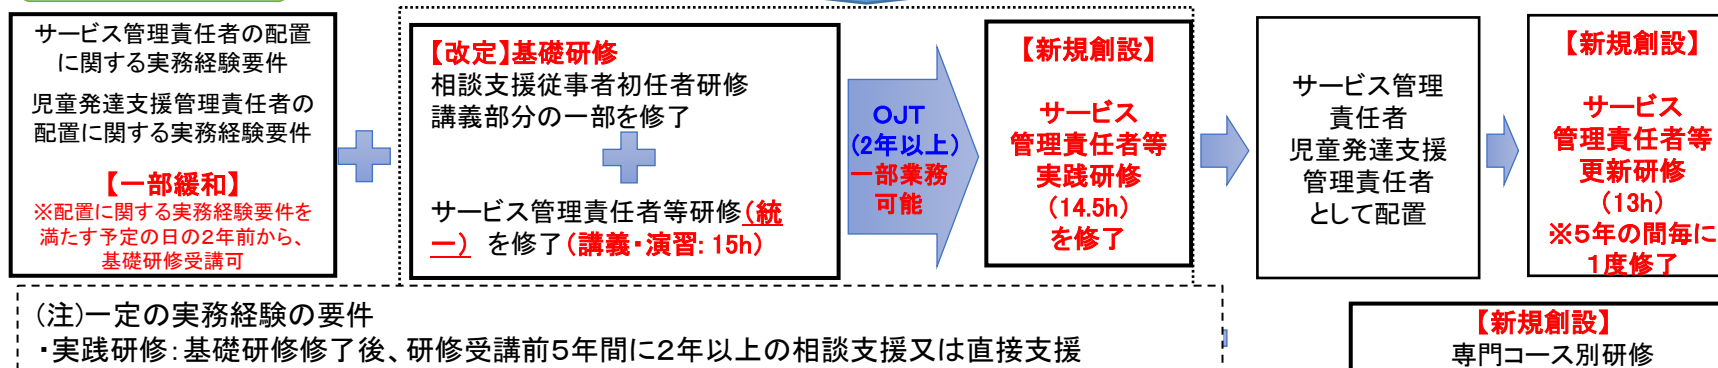 サービス管理責任者の配置
に関する実務経験要件
児童発達支援管理責任者の
配置に関する実務経験要件
【一部緩和】
※配置に関する実務経験要件を
満たす予定の日の2年前から、
基礎研修受講可
【改定】基礎研修
相談支援従事者初任者研修
講義部分の一部を修了
サービス管理責任者等研修(統
一) を修了(講義・演習: 15h)
OJT
(2年以上)
一部業務
可能
【新規創設】
サービス
管理責任者等
実践研修
(14.5h)
を修了
サービス管理
責任者
児童発達支援
管理責任者
として配置
【新規創設】
サービス
管理責任者等
更新研修
(13h)
※5年の間毎に
1度修了
(注)一定の実務経験の要件
・実践研修:基礎研修修了後、研修受講前5年間に2年以上の相談支援又は直接支援
【新規創設】
専門コース別研修